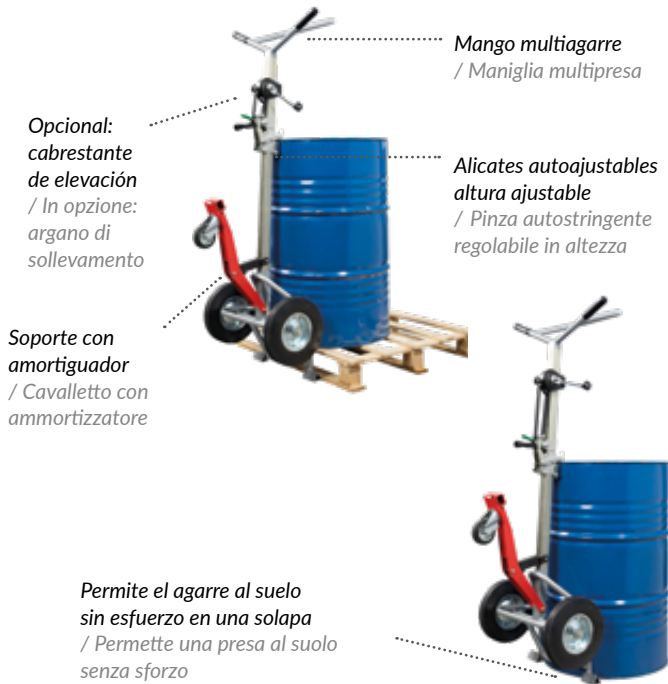 Mango multiagarre
/ Maniglia multipresa
Opcional:
cabrestante
de elevación
/ In opzione:
argano di
sollevamento
Alicates autoajustables
altura ajustable
/ Pinza autostringente
regolabile in altezza
Soporte con
amortiguador
/ Cavalletto con
ammortizzatore
Permite el agarre al suelo
sin esfuerzo en una solapa
/ Permette una presa al suolo
senza sforzo